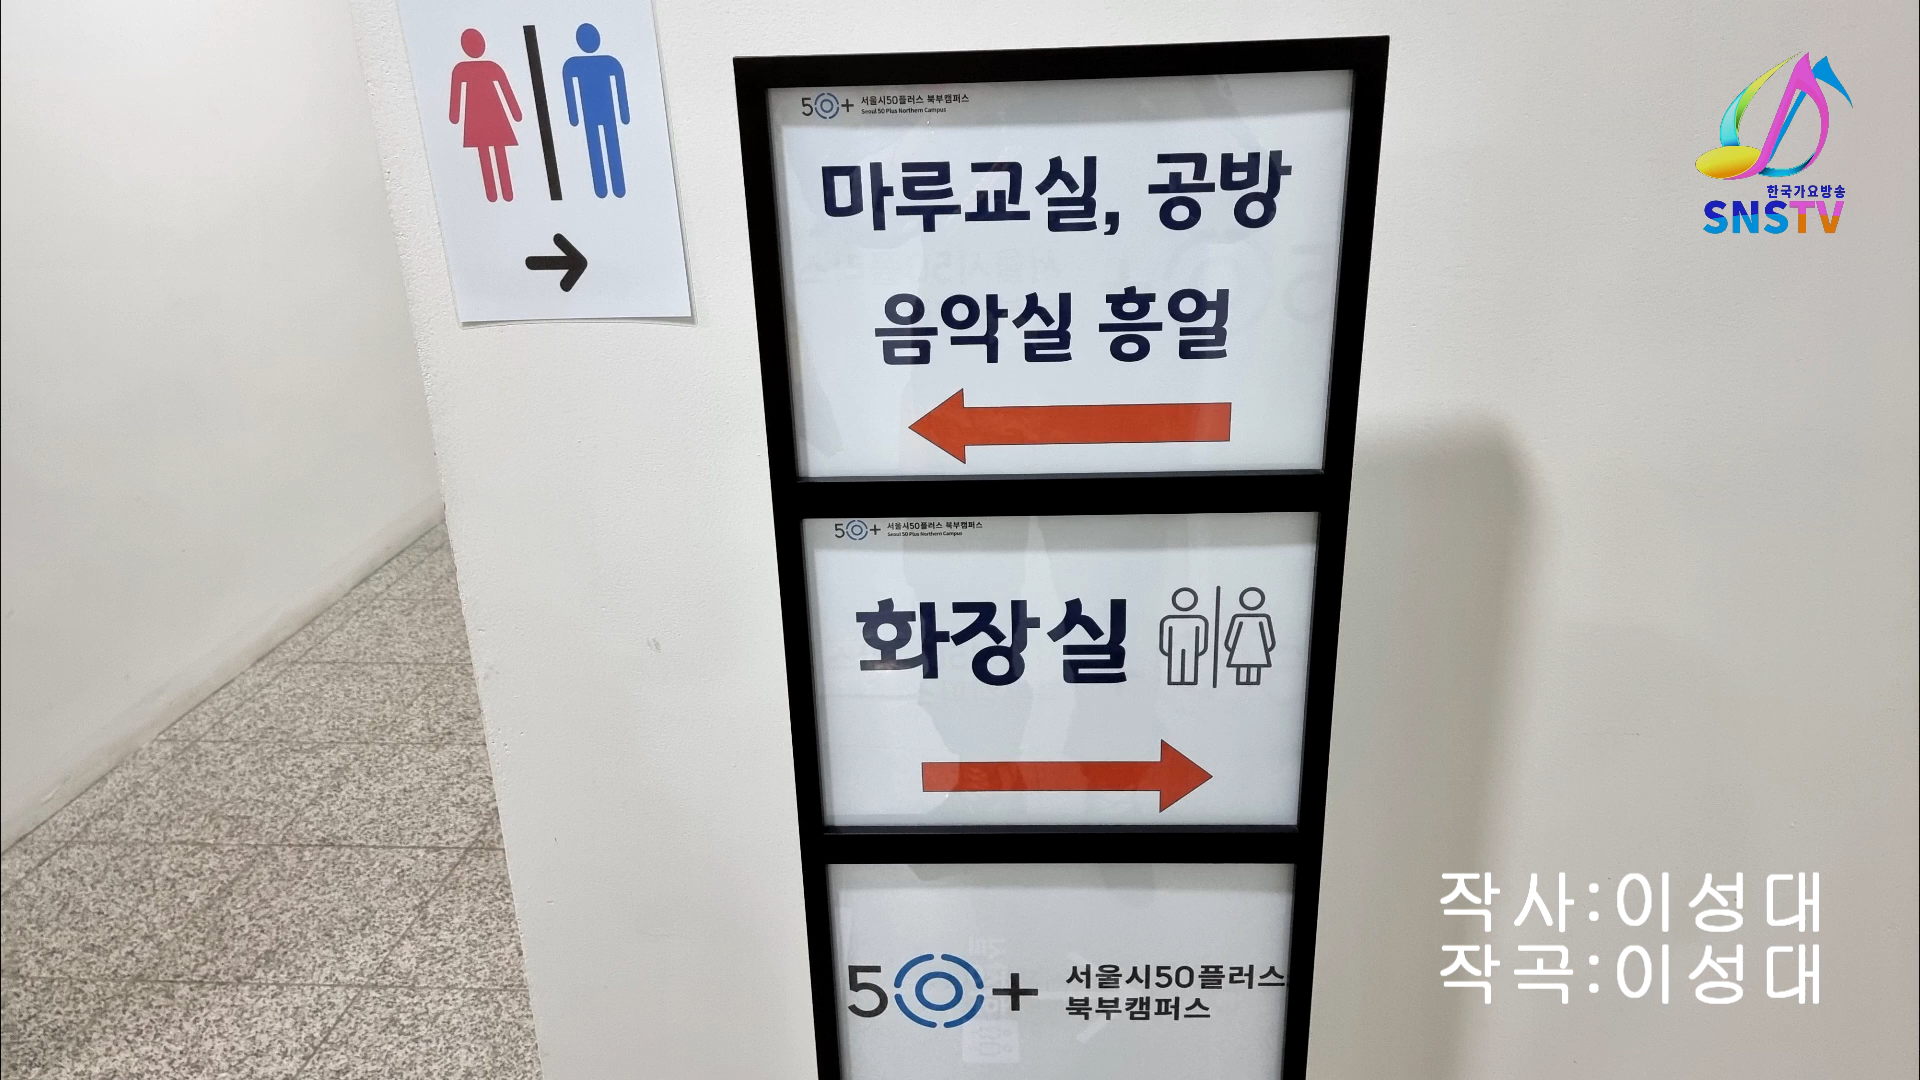 50+ 서울시50플러스 북부캠퍼스
Seoul 50 Plus Northern Campus
마루교실, 공방
음악실 흥얼
50+ 서울시50플러스 북부캠퍼스
Seoul 50 Plus Northern Campus
화장실
50+ 서울시50플러스
북부캠퍼스
한국가요방송
SNSTV
작사:이성대
작곡:이성대